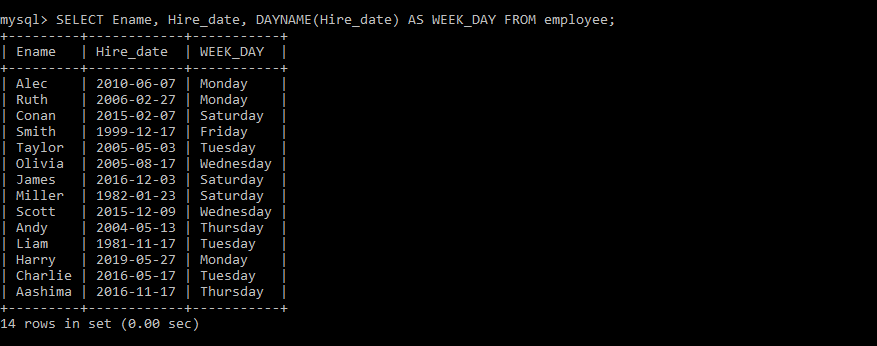 mysql> SELECT Ename, Hire_date, DAYNAME(Hire_date) AS WEEK_DAY FROM employee;
+---------+------------+-----------+
| Ename   | Hire_date  | WEEK_DAY  |
+---------+------------+-----------+
| Alec    | 2010-06-07 | Monday    |
| Ruth    | 2006-02-27 | Monday    |
| Conan   | 2015-02-07 | Saturday  |
| Smith   | 1999-12-17 | Friday    |
| Taylor  | 2005-05-03 | Tuesday   |
| Olivia  | 2005-08-17 | Wednesday |
| James   | 2016-12-03 | Saturday  |
| Miller  | 1982-01-23 | Saturday  |
| Scott   | 2015-12-09 | Wednesday |
| Andy    | 2004-05-13 | Thursday  |
| Liam    | 1981-11-17 | Tuesday   |
| Harry   | 2019-05-27 | Monday    |
| Charlie | 2016-05-17 | Tuesday   |
| Aashima | 2016-11-17 | Thursday  |
+---------+------------+-----------+
14 rows in set (0.00 sec)